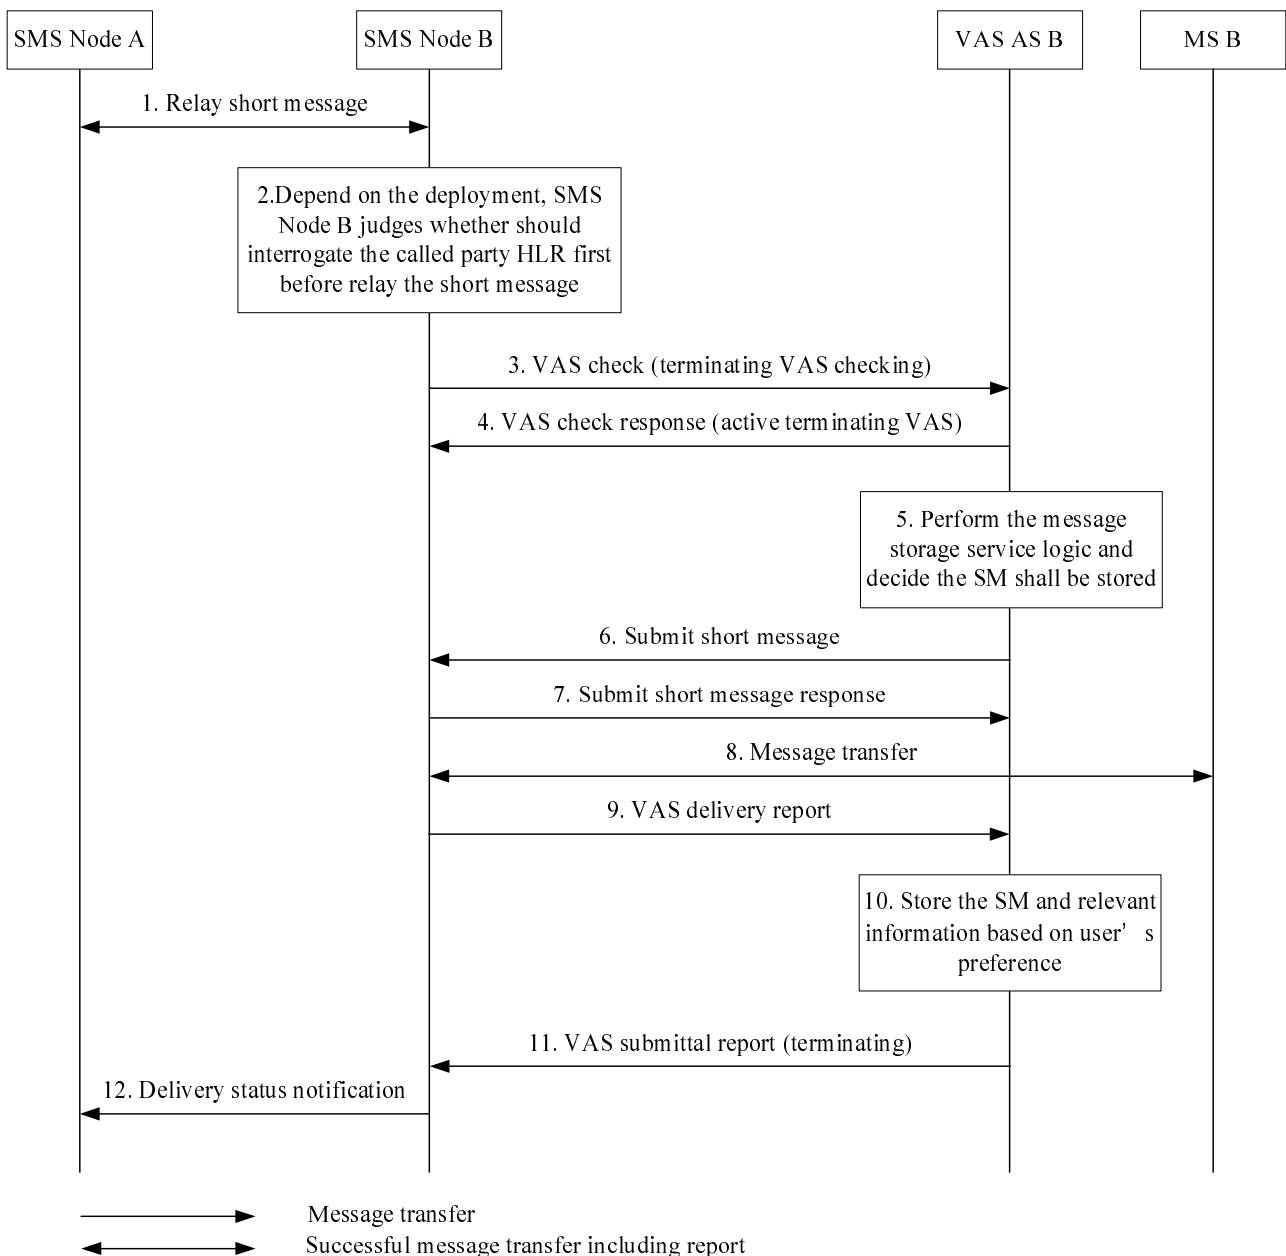 SMS Node A
SMS Node B
VAS AS B
MS B
1. Relay short message
2.Depend on the deployment, SMS
Node B judges whether should
interrogate the called party HLR first
before relay the short message
3. VAS check (terminating VAS checking)
4. VAS check response (active terminating VAS)
5. Perform the message
storage service logic and
decide the SM shall be stored
6. Submit short message
7. Submit short message response
8. Message transfer
9. VAS delivery report
10. Store the SM and relevant
information based on user’ s
preference
11. VAS submittal report (terminating)
12. Delivery status notification
Message transfer
Successful message transfer including report